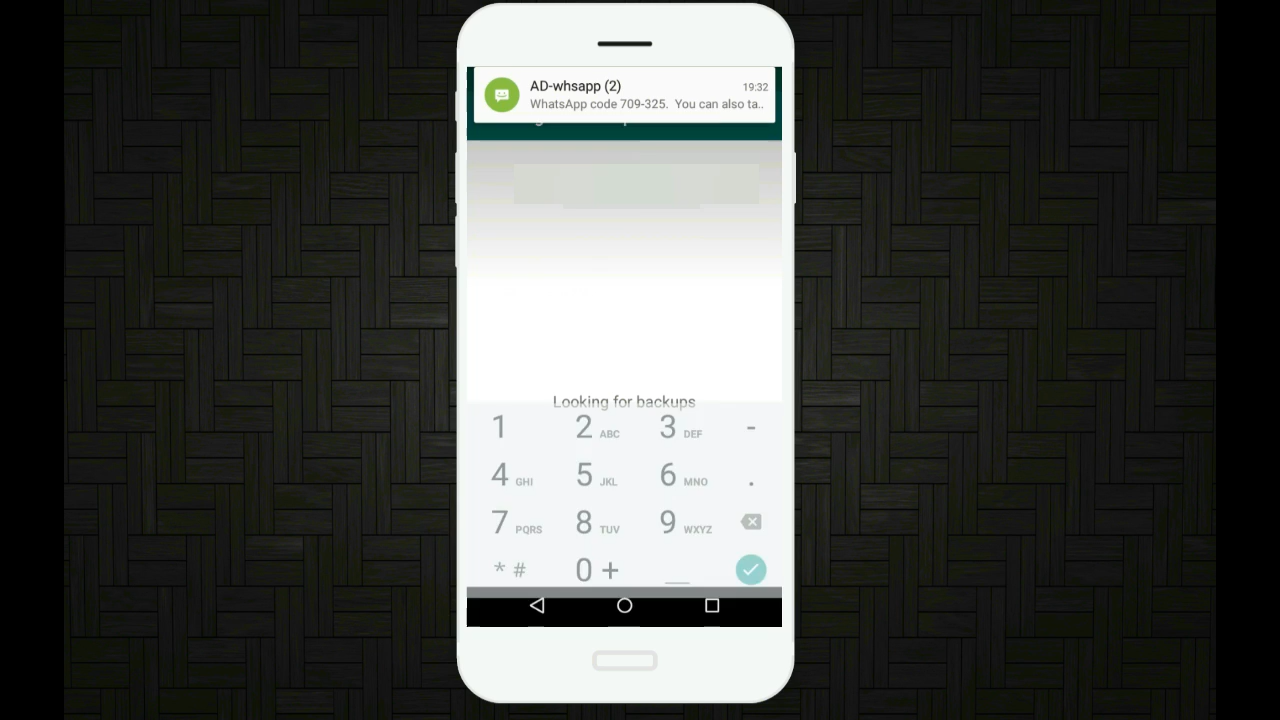 AD-whsapp (2) 19:32
WhatsApp code 709-325. You can also ta..
Looking for backups
1 2 ABC 3 DEF -
4 GHI 5 JKL 6 MNO .
7 PQRS 8 TUV 9 WXYZ
* # 0 +